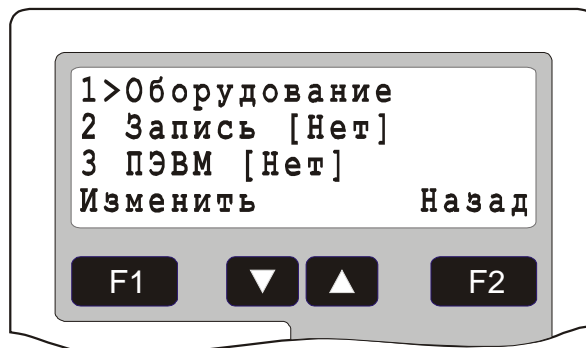 1>Оборудование
2 Запись [Нет]
3 ПЭВМ [Нет]
Изменить Назад
F1 ▼ ▲ F2